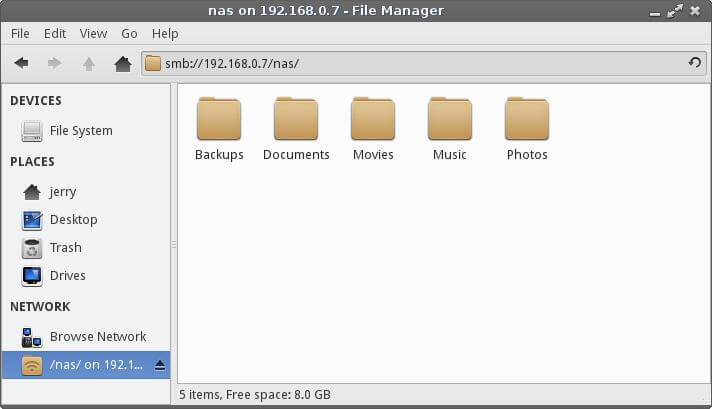 nas on 192.168.0.7 - File Manager
File Edit View Go Help
smb://192.168.0.7/nas/
DEVICES
File System
PLACES
jerry
Desktop
Trash
Drives
NETWORK
Browse Network
/nas/ on 192.1...
Backups Documents Movies Music Photos
5 items, Free space: 8.0 GB